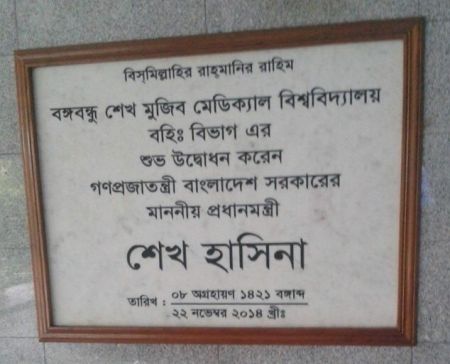 বিস্‌মিল্লাহির রাহ্‌মানির রাহিম
বঙ্গবন্ধু শেখ মুজিব মেডিক্যাল বিশ্ববিদ্যালয়
বহিঃ বিভাগ এর
শুভ উদ্বোধন করেন
গণপ্রজাতন্ত্রী বাংলাদেশ সরকারের
মাননীয় প্রধানমন্ত্রী
শেখ হাসিনা
তারিখ : ০৮ অগ্রহায়ণ ১৪২১ বঙ্গাব্দ
২২ নভেম্বর ২০১৪ খ্রীঃ